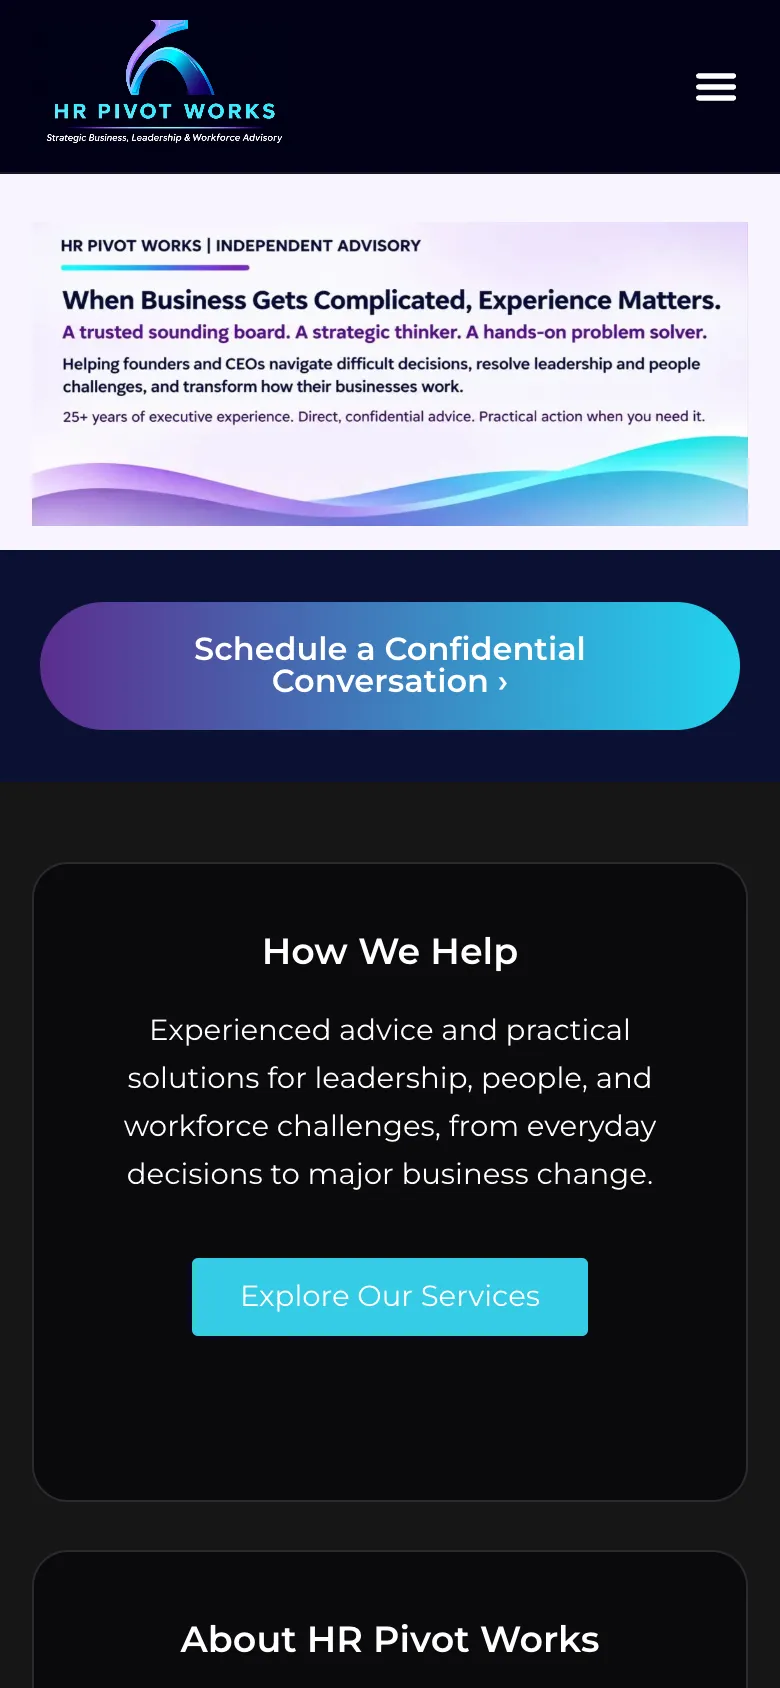 HR PIVOT WORKS
Strategic Business, Leadership & Workforce Advisory
HR PIVOT WORKS | INDEPENDENT ADVISORY
When Business Gets Complicated, Experience Matters.
A trusted sounding board. A strategic thinker. A hands-on problem solver.
Helping founders and CEOs navigate difficult decisions, resolve leadership and people
challenges, and transform how their businesses work.
25+ years of executive experience. Direct, confidential advice. Practical action when you need it.
Schedule a Confidential
Conversation ›
How We Help
Experienced advice and practical
solutions for leadership, people, and
workforce challenges, from everyday
decisions to major business change.
Explore Our Services
About HR Pivot Works